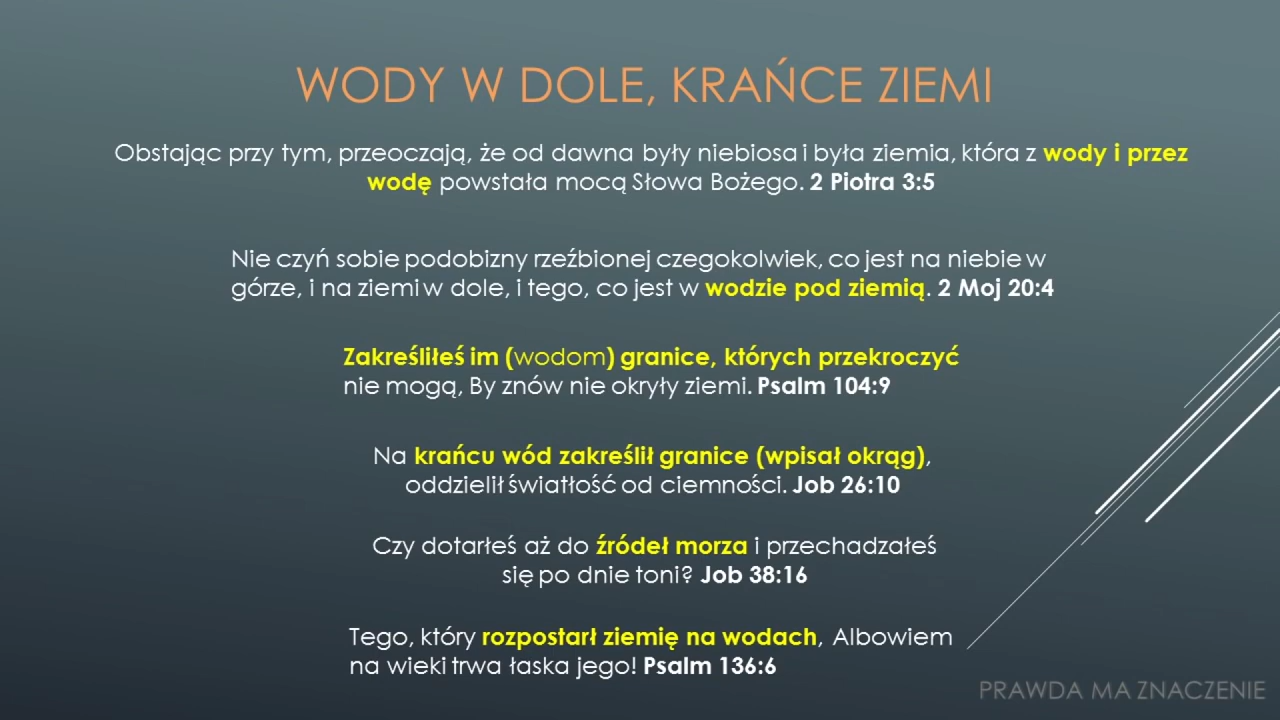 WODY W DOLE, KRAŃCE ZIEMI
Obstając przy tym, przeoczają, że od dawna były niebiosa i była ziemia, która z wody i przez
wodę powstała mocą Słowa Bożego. 2 Piotra 3:5
Nie czyń sobie podobizny rzeźbionej czegokolwiek, co jest na niebie w
górze, i na ziemi w dole, i tego, co jest w wodzie pod ziemią. 2 Moj 20:4
Zakreśliłeś im (wodom) granice, których przekroczyć
nie mogą, By znów nie okryły ziemi. Psalm 104:9
Na krańcu wód zakreślił granice (wpisał okrąg),
oddzielił światłość od ciemności. Job 26:10
Czy dotarłeś aż do źródeł morza i przechadzałeś
się po dnie toni? Job 38:16
Tego, który rozpostarł ziemię na wodach, Albowiem
na wieki trwa łaska jego! Psalm 136:6
PRAWDA MA ZNACZENIE